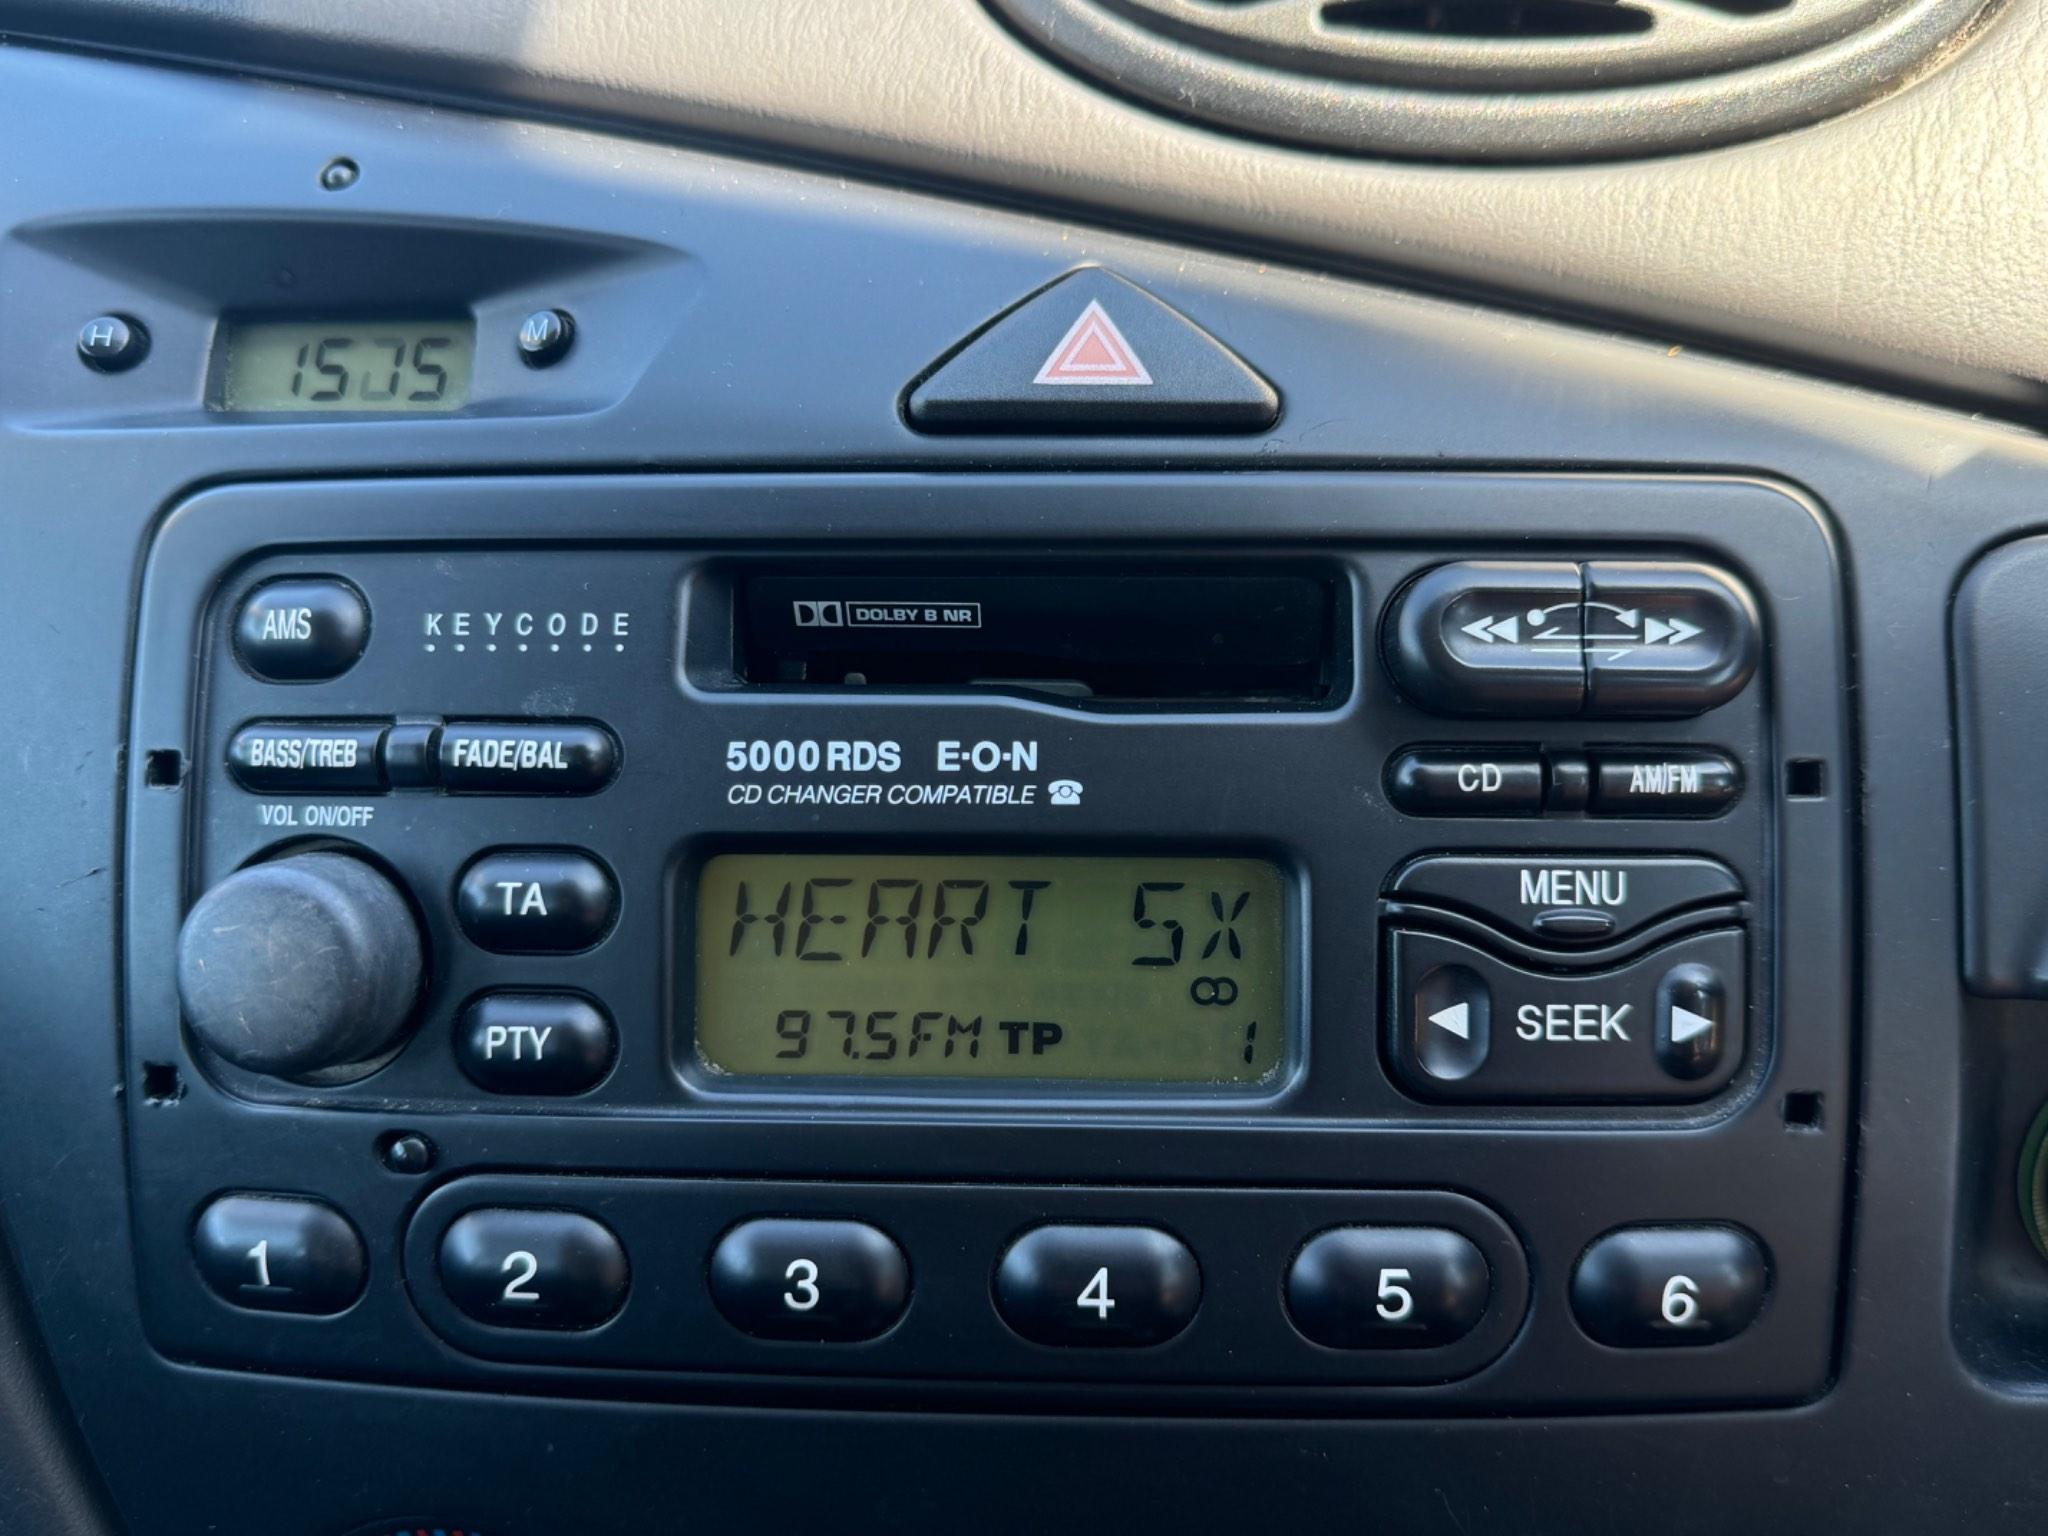 H 15:05 M
AMS
KEYCODE
DOLBY B NR
BASS/TREB FADE/BAL
5000 RDS E·O·N
CD CHANGER COMPATIBLE
CD AM/FM
VOL ON/OFF
TA
PTY
HEART SX
97.5FM TP 1
MENU
SEEK
1 2 3 4 5 6